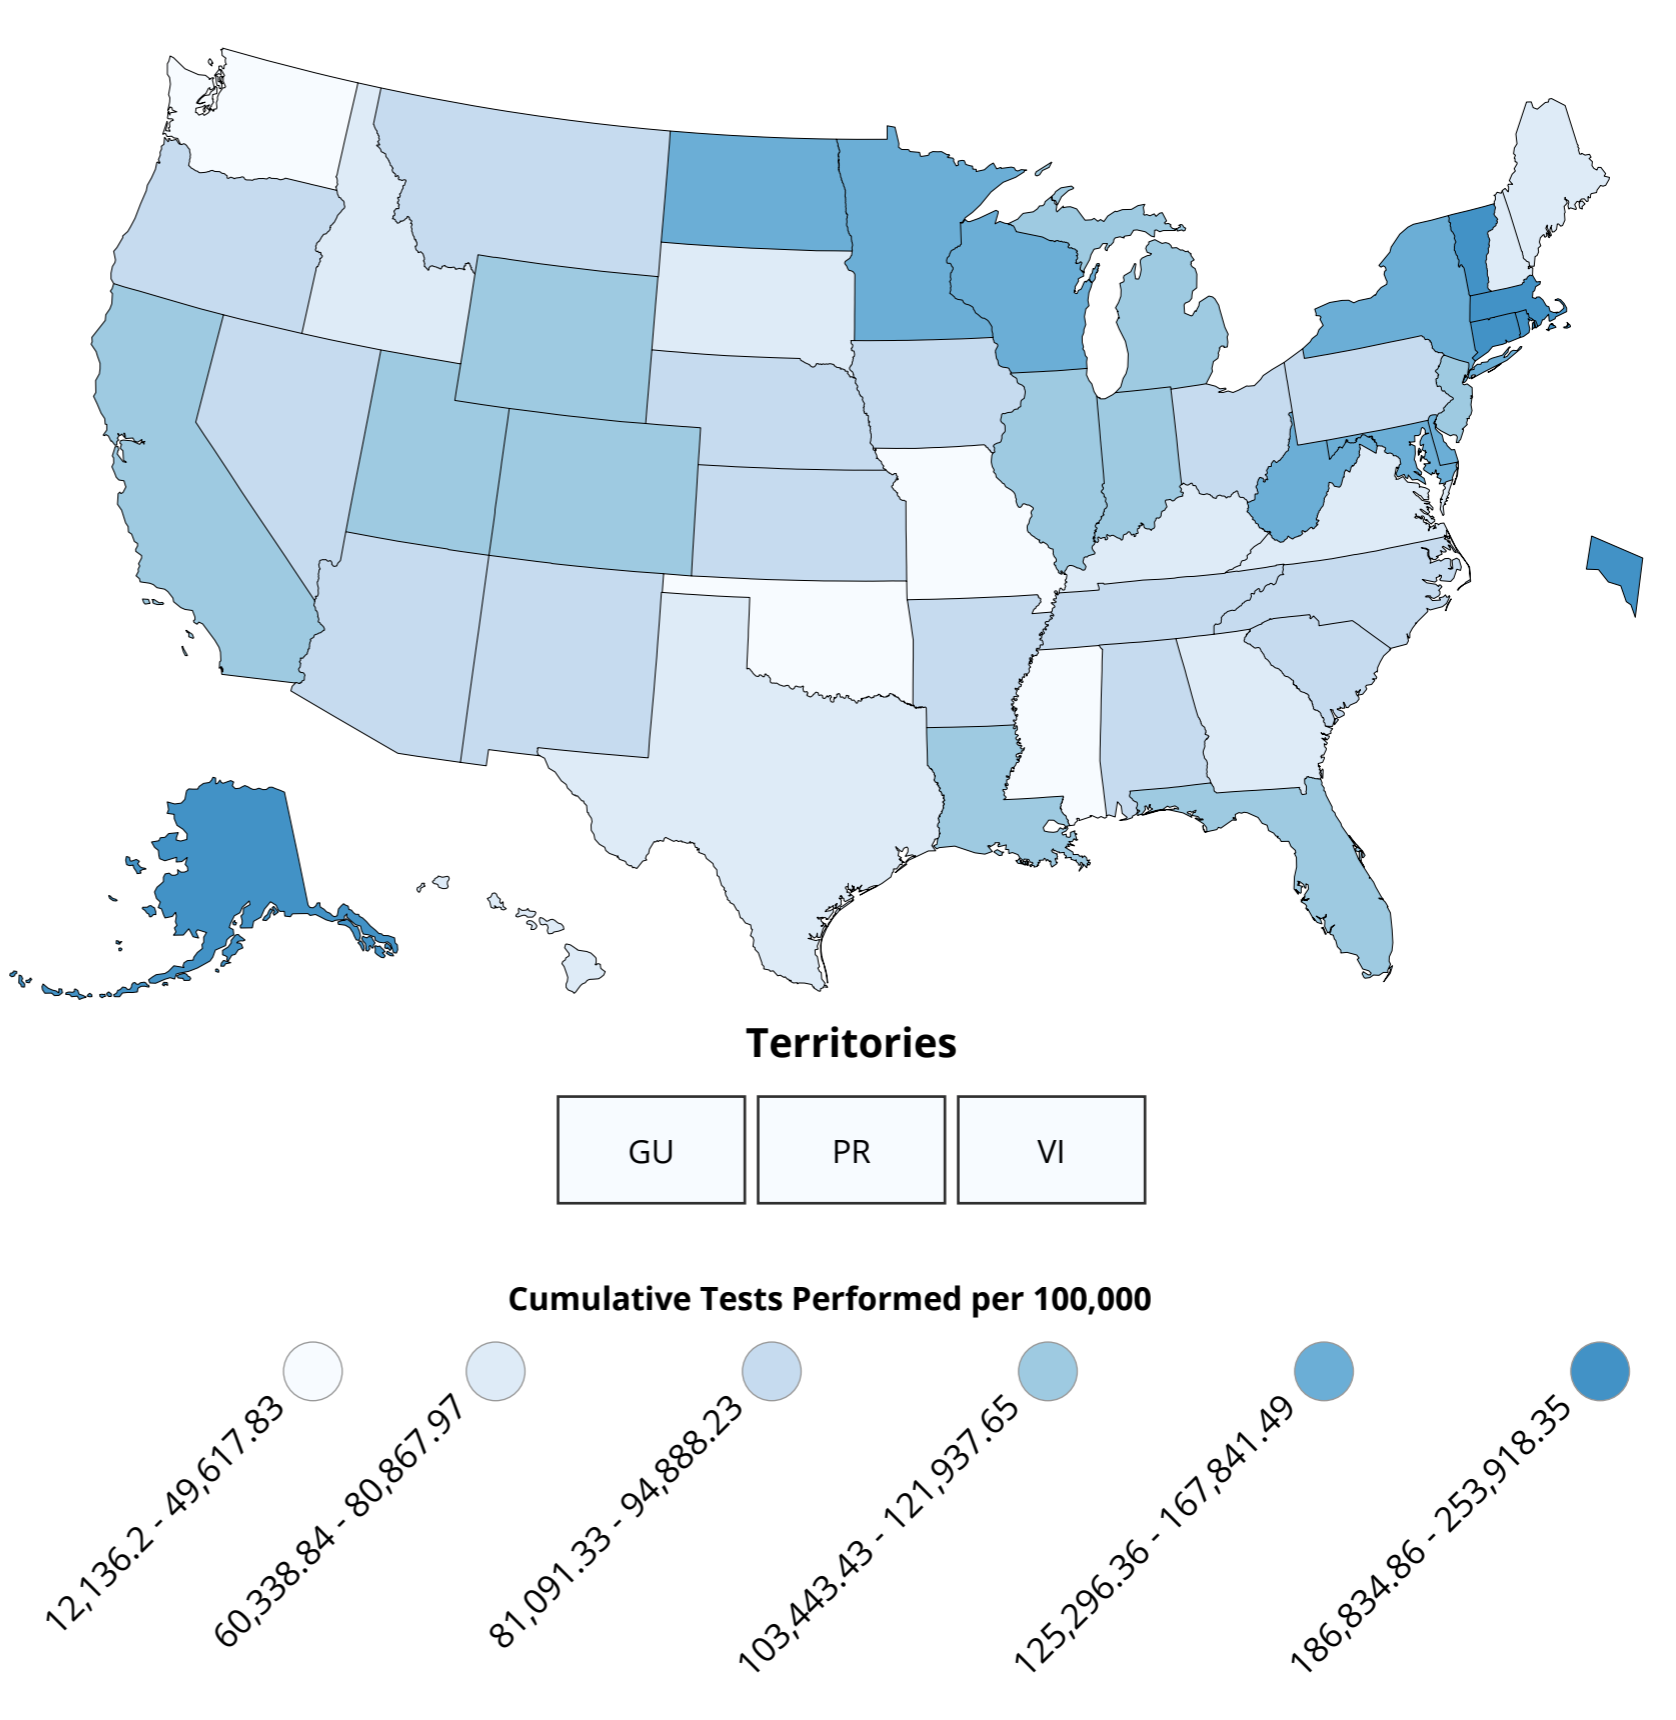 Territories
GU
PR
VI
Cumulative Tests Performed per 100,000
12,136.2 - 49,617.83
60,338.84 - 80,867.97
81,091.33 - 94,888.23
103,443.43 - 121,937.65
125,296.36 - 167,841.49
186,834.86 - 253,918.35